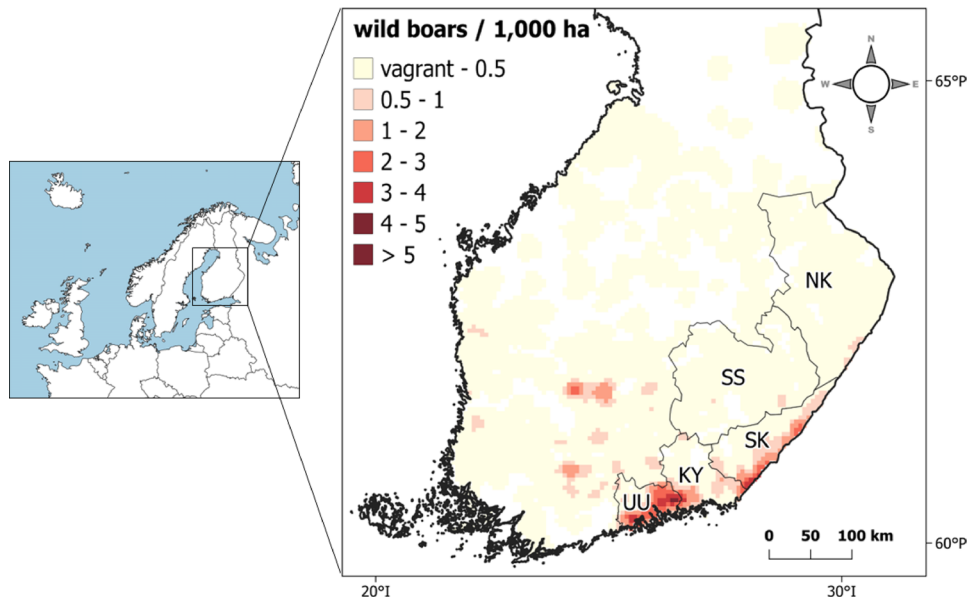 wild boars / 1,000 ha
vagrant - 0.5
0.5 - 1
1 - 2
2 - 3
3 - 4
4 - 5
> 5
N
W
E
S
65°P
NK
SS
SK
KY
UU
0 50 100 km
60°P
20°I
30°I